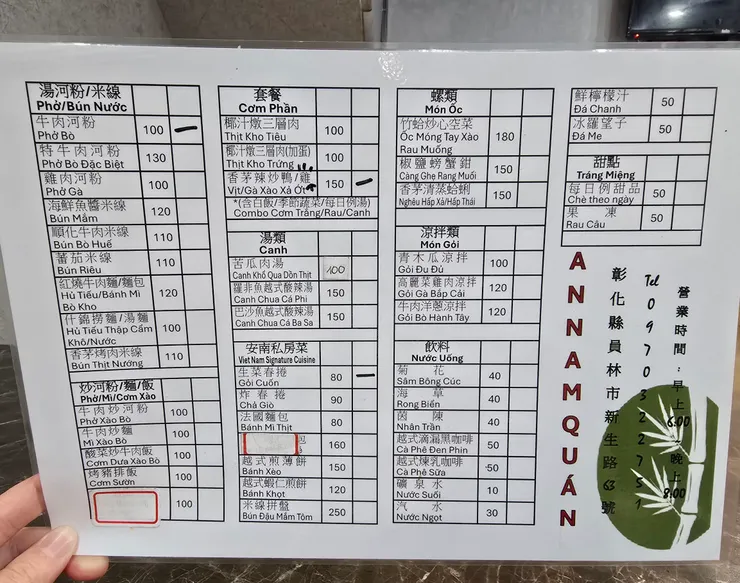 湯河粉/米線
Phở/Bún Nước
牛肉河粉
Phở Bò
100
特牛肉河粉
Phở Bò Đặc Biệt
130
雞肉河粉
Phở Gà
100
海鮮魚醬米線
Bún Mắm
120
順化牛肉米線
Bún Bò Huế
110
蕃茄米線
Bún Riêu
110
紅燒牛肉麵/麵包
Hủ Tiếu/Bánh Mì
Bò Kho
120
什錦撈麵/湯麵
Hủ Tiếu Thập Cẩm
Khô/Nước
100
香茅烤肉米線
Bún Thịt Nướng
110
炒河粉/麵/飯
Phở/Mì/Cơm Xào
牛肉炒河粉
Phở Xào Bò
100
牛肉炒麵
Mì Xào Bò
100
酸菜炒牛肉飯
Cơm Dưa Xào Bò
100
烤豬排飯
Cơm Sườn
100
100
套餐
Cơm Phần
椰汁燉三層肉
Thịt Kho Tiêu
100
椰汁燉三層肉(加蛋)
Thịt Kho Trứng
100
香茅辣炒鴨/雞
Vịt/Gà Xào Xả Ớt
150
*(含白飯/季節蔬菜/每日例湯)
Combo Cơm Trắng/Rau/Canh
湯類
Canh
苦瓜肉湯
Canh Khổ Qua Dồn Thịt
100
羅非魚越式酸辣湯
Canh Chua Cá Phi
150
巴沙魚越式酸辣湯
Canh Chua Cá Ba Sa
150
安南私房菜
Viet Nam Signature Cuisine
生菜春捲
Gỏi Cuốn
80
炸春捲
Chả Giò
90
法國麵包
Bánh Mì Thịt
80
包
160
越式煎薄餅
Bánh Xèo
150
越式蝦仁煎餅
Bánh Khọt
120
米線拼盤
Bún Đậu Mắm Tôm
250
螺類
Món Ốc
竹蛤炒心空菜
Ốc Móng Tay Xào
Rau Muống
180
椒鹽螃蟹鉗
Càng Ghẹ Rang Muối
150
香茅清蒸蛤蜊
Nghêu Hấp Xả/Hấp Thái
150
涼拌類
Món Gỏi
青木瓜涼拌
Gỏi Đu Đủ
100
高麗菜雞肉涼拌
Gỏi Gà Bắp Cải
120
牛肉洋蔥涼拌
Gỏi Bò Hành Tây
120
飲料
Nước Uống
菊花
Sâm Bông Cúc
40
海草
Rong Biển
40
茵陳
Nhân Trần
40
越式滴漏黑咖啡
Cà Phê Đen Phin
50
越式煉乳咖啡
Cà Phê Sữa
50
礦泉水
Nước Suối
10
汽水
Nước Ngọt
30
鮮檸檬汁
Đá Chanh
50
冰羅望子
Đá Me
50
甜點
Tráng Miệng
每日例甜品
Chè theo ngày
50
果凍
Rau Câu
50
ANNAMQUÁN
彰化縣員林市新生路63號
Tel 0970322751
營業時間:早上6:00~晚上8:00